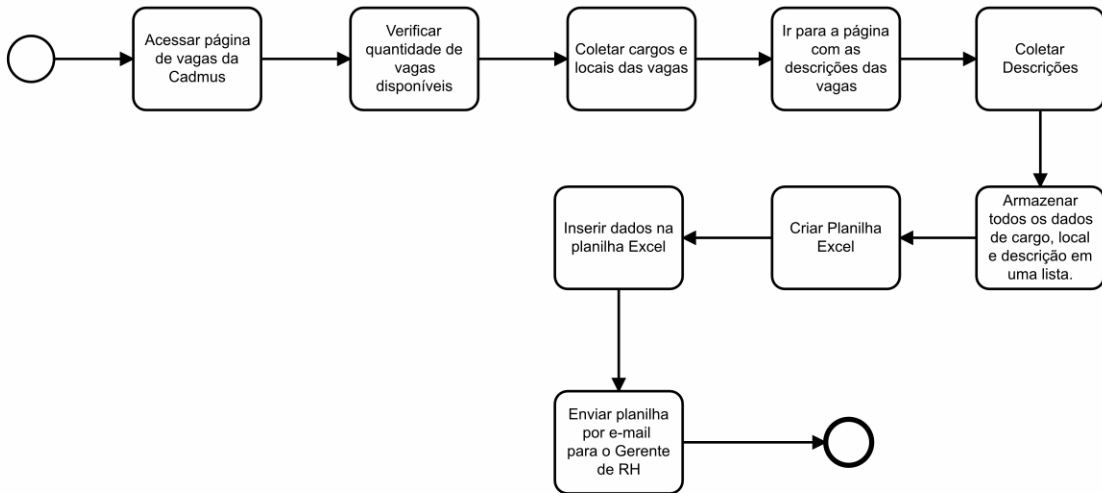 Acessar página
de vagas da
Cadmus
Verificar
quantidade de
vagas
disponíveis
Coletar cargos e
locais das vagas
Ir para a página
com as
descrições das
vagas
Coletar
Descrições
Armazenar
todos os dados
de cargo, local
e descrição em
uma lista.
Criar Planilha
Excel
Inserir dados na
planilha Excel
Enviar planilha
por e-mail
para o Gerente
de RH